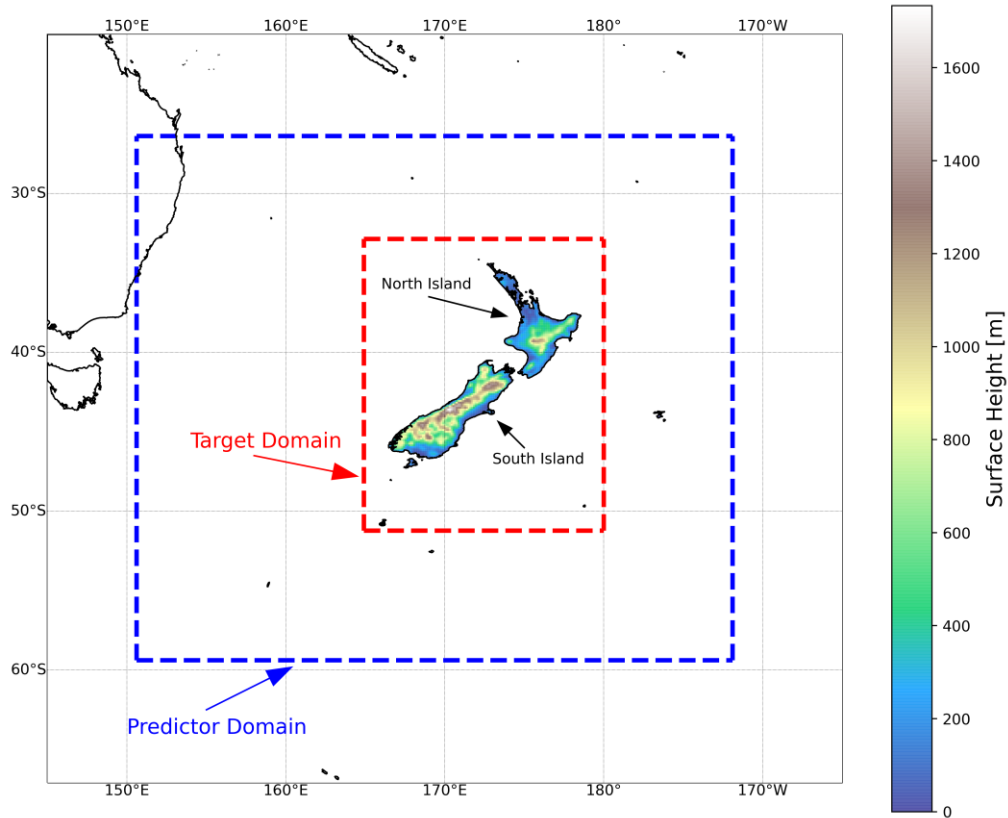 150°E 160°E 170°E 180° 170°W
30°S
40°S
50°S
60°S
North Island
South Island
Target Domain
Predictor Domain
150°E 160°E 170°E 180° 170°W
1600
1400
1200
1000
800
600
400
200
0
Surface Height [m]